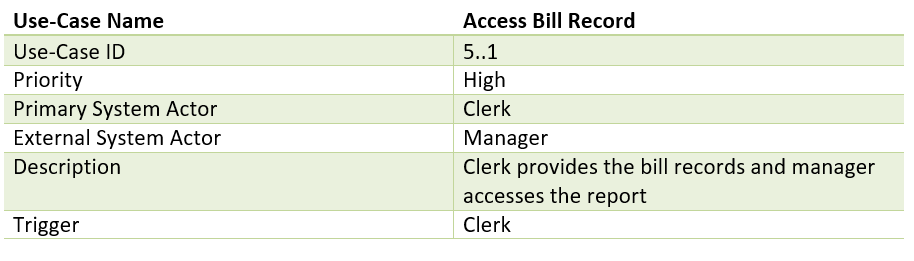 Use-Case Name Access Bill Record
Use-Case ID 5..1
Priority High
Primary System Actor Clerk
External System Actor Manager
Description Clerk provides the bill records and manager
accesses the report
Trigger Clerk